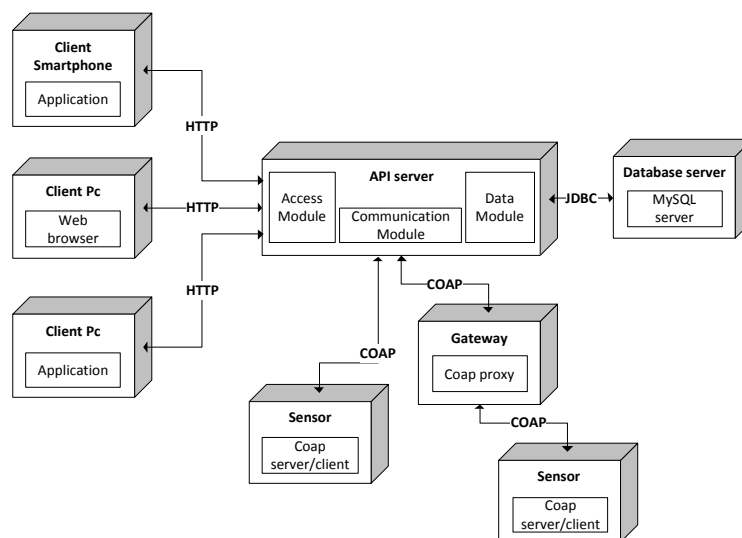 Client
Smartphone
Application
HTTP
Client Pc
Web
browser
HTTP
Client Pc
Application
HTTP
API server
Access
Module
Communication
Module
Data
Module
JDBC
Database server
MySQL
server
COAP
Gateway
Coap proxy
COAP
Sensor
Coap
server/client
COAP
Sensor
Coap
server/client